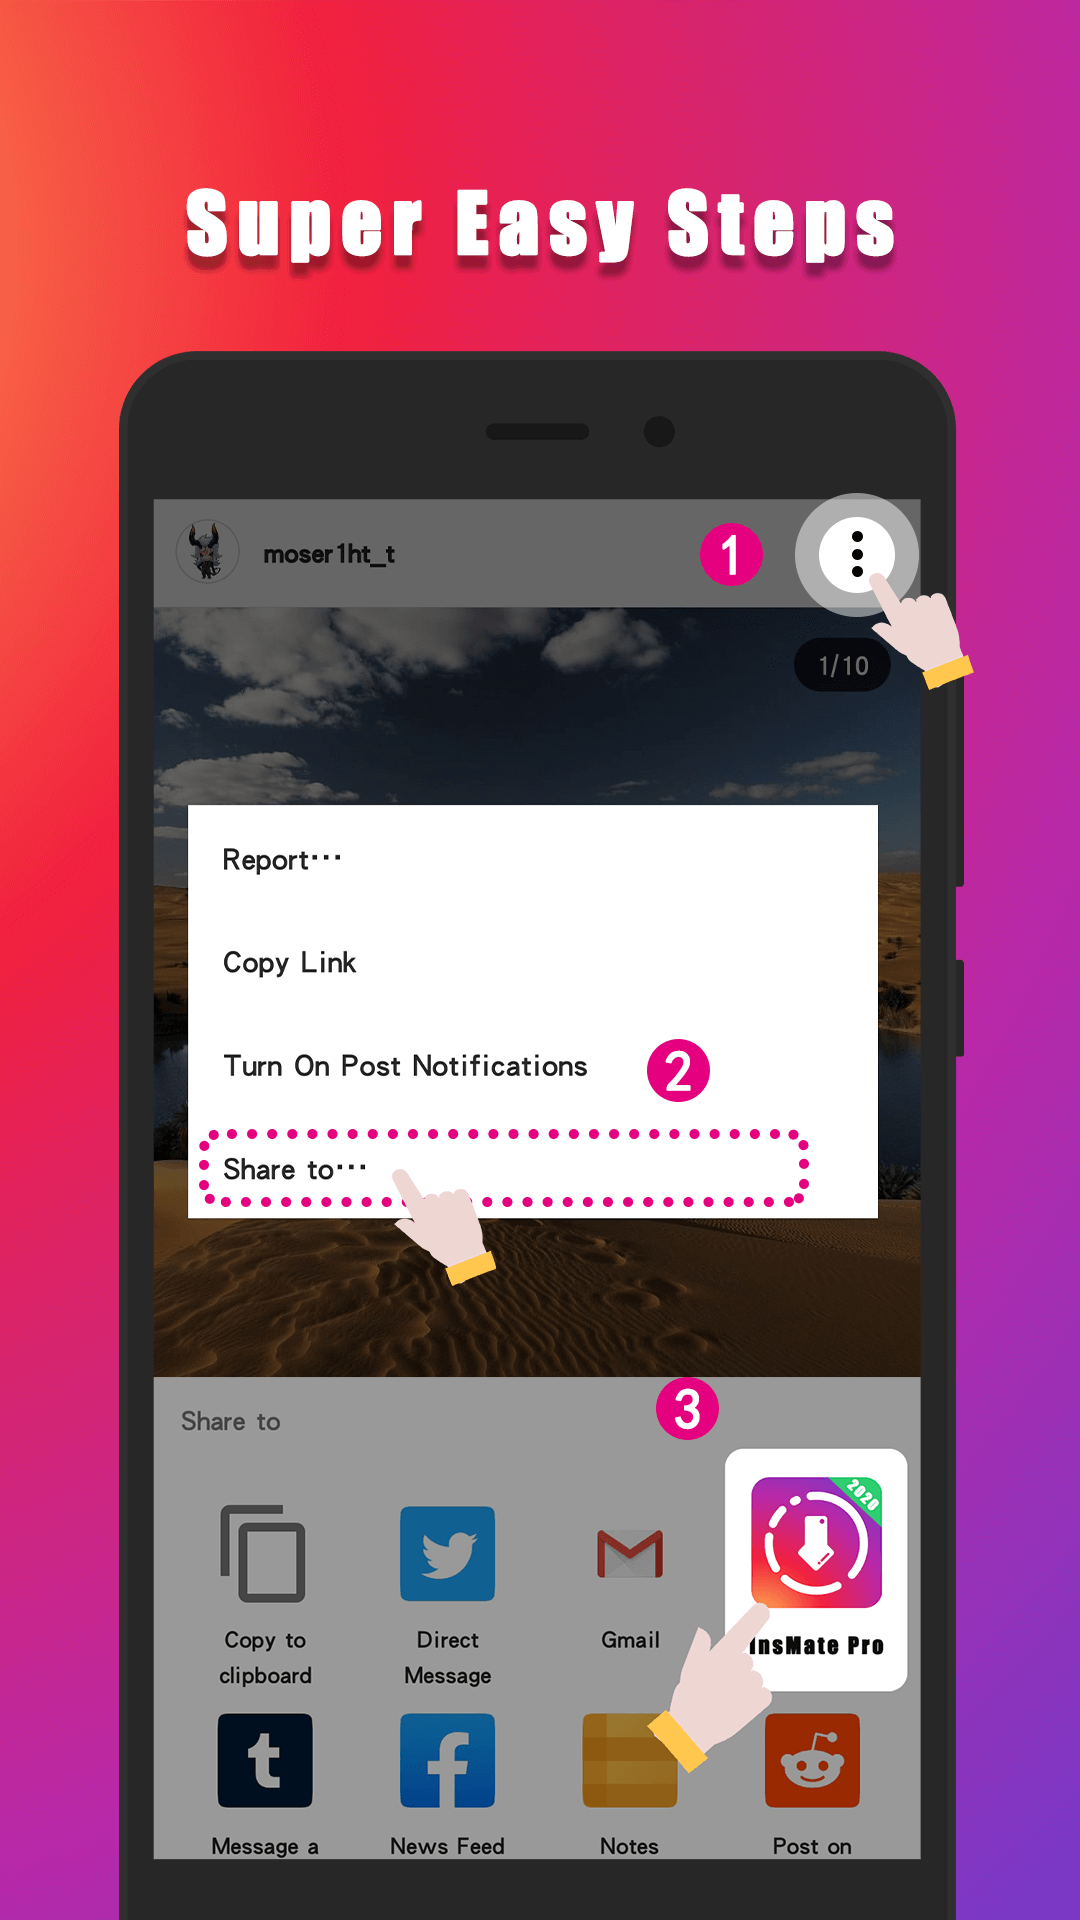 Super Easy Steps
moser1ht_t
1
1/10
Report···
Copy Link
Turn On Post Notifications
2
Share to···
3
Share to
2020
Copy to
clipboard
Direct
Message
Gmail
InsMate Pro
Message a
News Feed
Notes
Post on